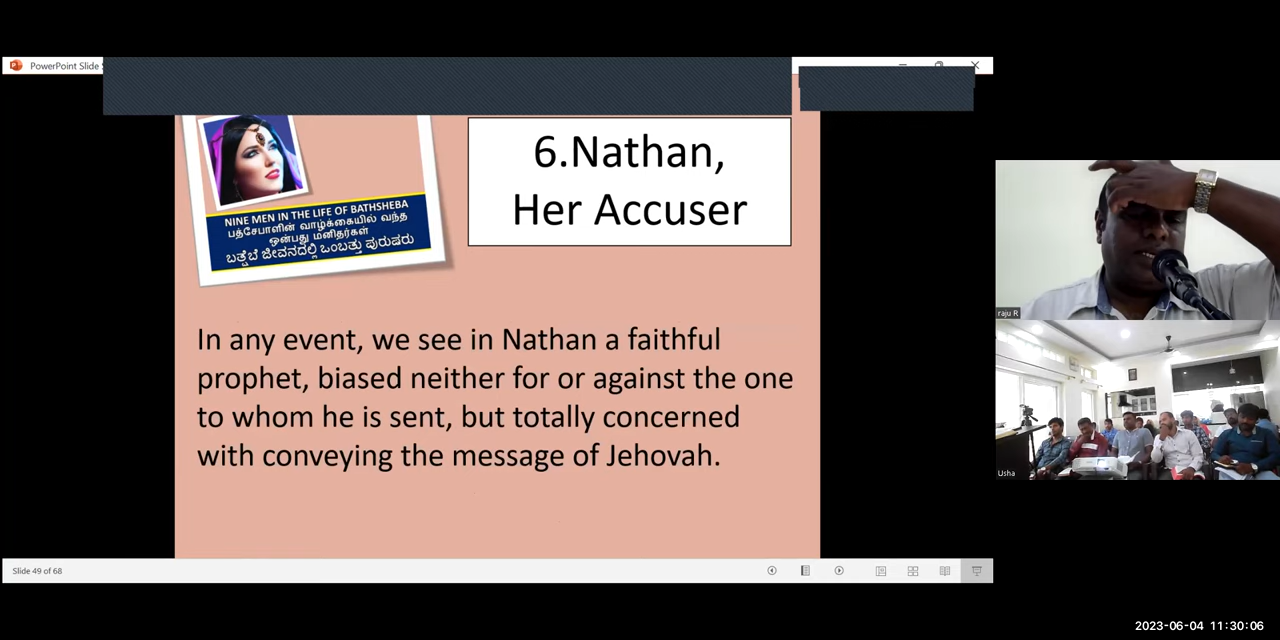 PowerPoint Slide S
6.Nathan,
Her Accuser
NINE MEN IN THE LIFE OF BATHSHEBA
பத்சேபாளின் வாழ்க்கையில் வந்த
ஒன்பது மனிதர்கள்
ಬತ್ಷೆಬೆ ಜೀವನದಲ್ಲಿ ಒಂಬತ್ತು ಪುರುಷರು
In any event, we see in Nathan a faithful
prophet, biased neither for or against the one
to whom he is sent, but totally concerned
with conveying the message of Jehovah.
raju R
Usha
Slide 49 of 68
2023-06-04 11:30:06